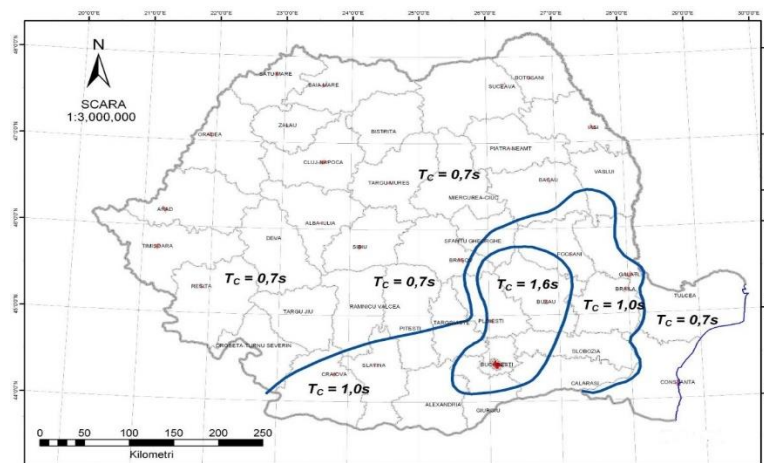 20°0'0"E 21°0'0"E 22°0'0"E 23°0'0"E 24°0'0"E 25°0'0"E 26°0'0"E 27°0'0"E 28°0'0"E 29°0'0"E 30°0'0"E
N
SCARA
1:3,000,000
SATU MARE
BAIA MARE
BOTOSANI
SUCEAVA
ZALAU
BISTRITA
IASI
ORADEA
PIATRA-NEAMT
CLUJ-NAPOCA
TARGU-MURES
T_C = 0,7s
BACAU
VASLUI
MIERCUREA-CIUC
ARAD
ALBA-IULIA
TIMISOARA
DEVA
SIBIU
SFANTU GHEORGHE
BRASOV
FOCSANI
GALATI
RESITA
T_C = 0,7s
T_C = 0,7s
T_C = 1,6s
BRAILA
TULCEA
T_C = 1,0s
T_C = 0,7s
TARGU JIU
RAMNICU VALCEA
BUZAU
PITESTI
TARGOVISTE
PLOIESTI
DROBETA-TURNU SEVERIN
SLATINA
CRAIOVA
BUCURESTI
SLOBOZIA
T_C = 1,0s
CALARASI
CONSTANTA
ALEXANDRIA
GIURGIU
0 50 100 150 200 250
Kilometri